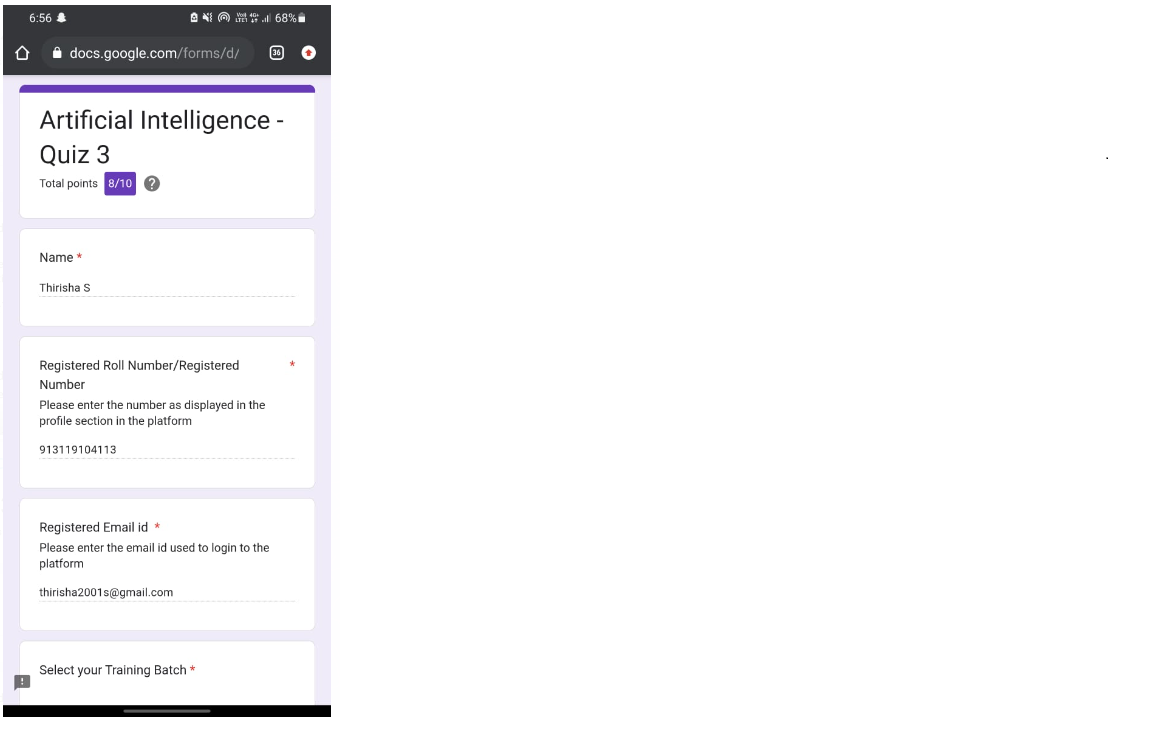 6:56 68%
docs.google.com/forms/d/ 36
Artificial Intelligence -
Quiz 3
Total points 8/10 ?
Name *
Thirisha S
Registered Roll Number/Registered *
Number
Please enter the number as displayed in the
profile section in the platform
913119104113
Registered Email id *
Please enter the email id used to login to the
platform
thirisha2001s@gmail.com
Select your Training Batch *